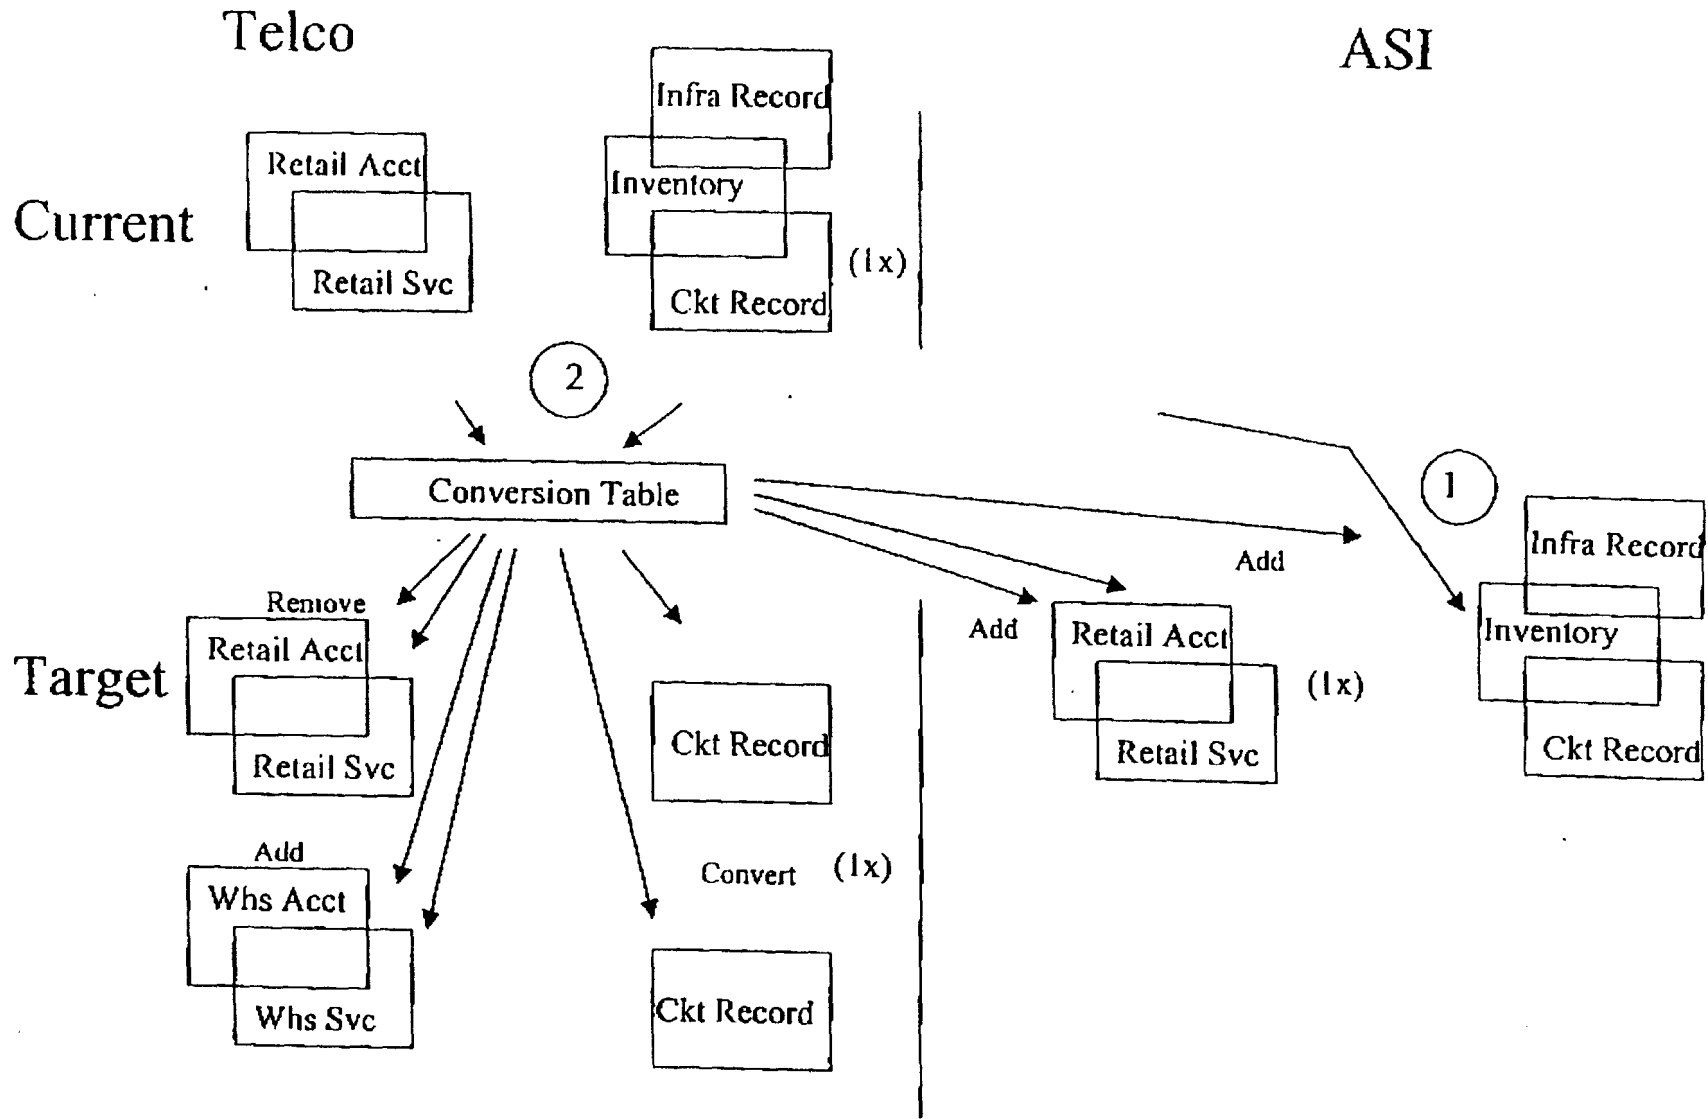 Telco
ASI
Infra Record
Retail Acct
Inventory
Current
Retail Svc
(1x)
Ckt Record
2
Conversion Table
1
Infra Record
Add
Remove
Retail Acct
Add
Retail Acct
Inventory
Target
(1x)
Ckt Record
Retail Svc
Retail Svc
Ckt Record
Add
Convert
(1x)
Whs Acct
Whs Svc
Ckt Record